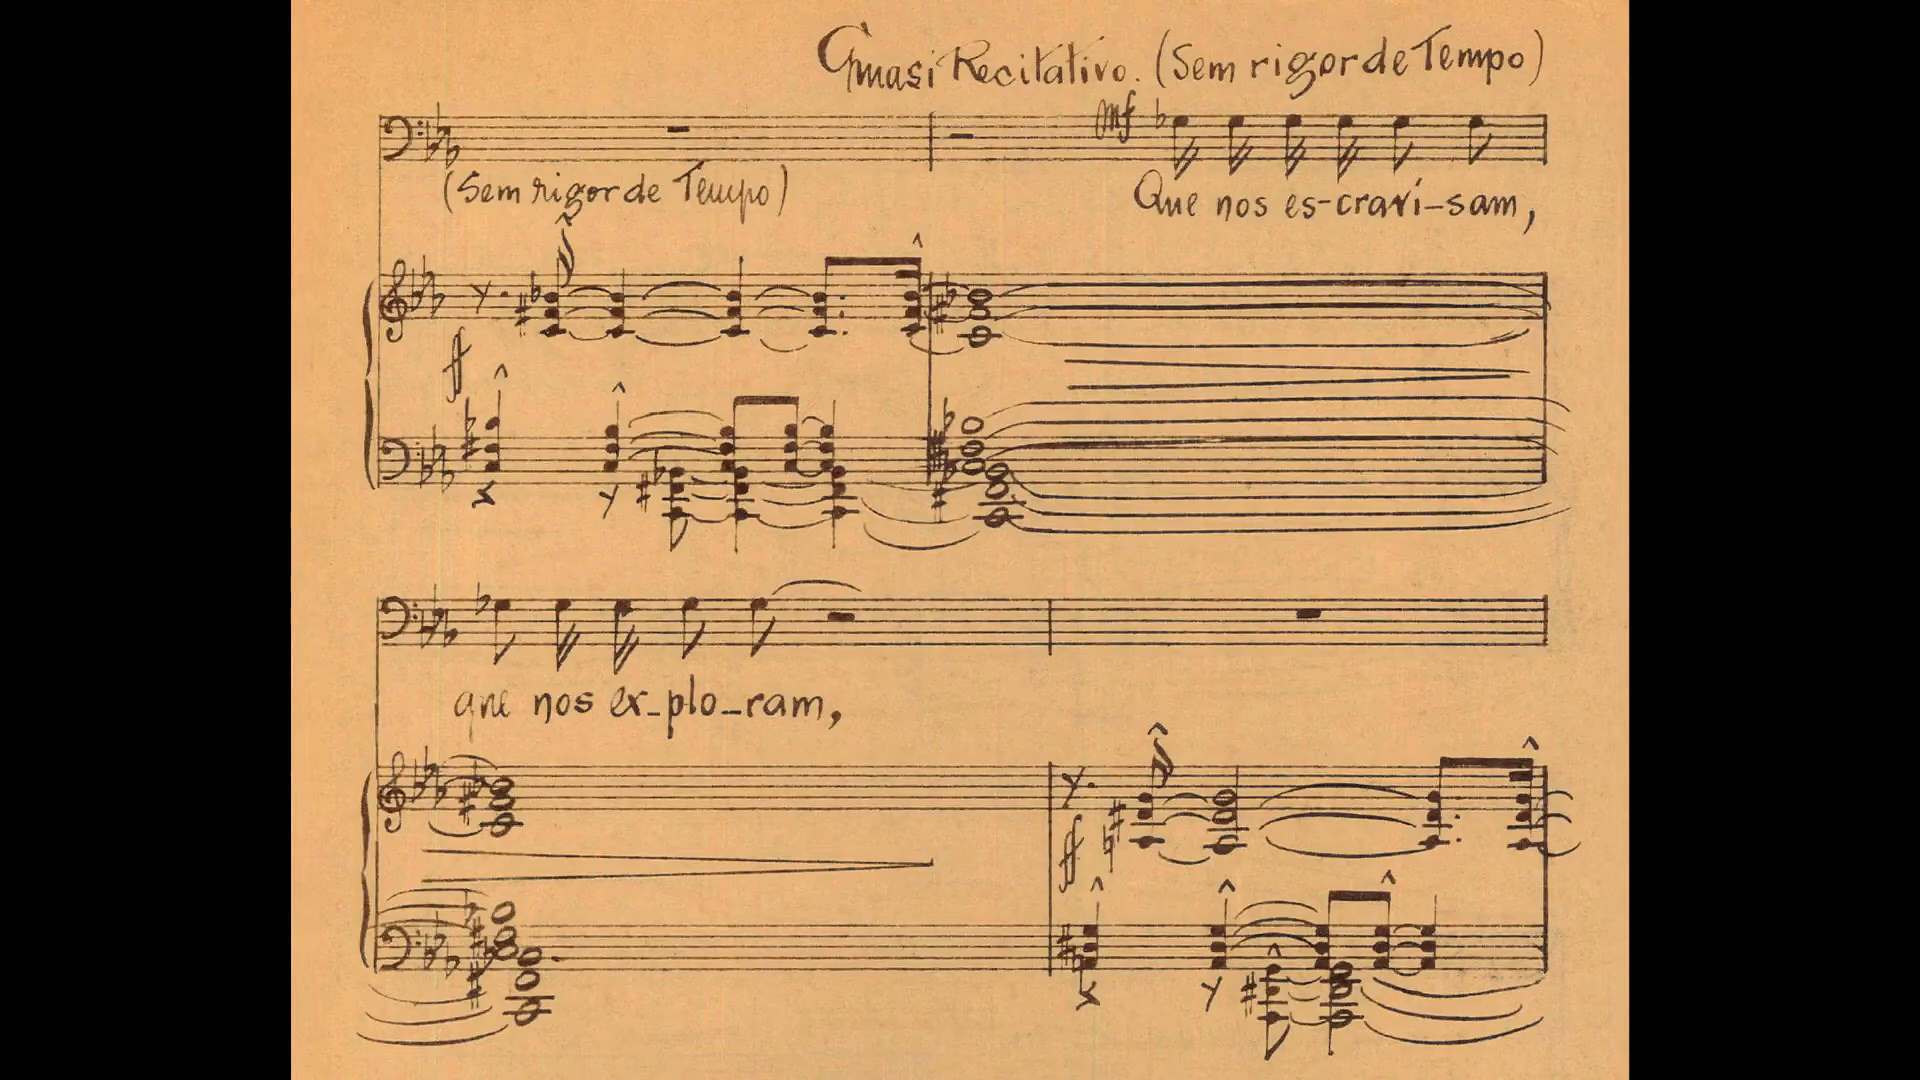 Quasi Recitativo. (Sem rigor de Tempo)
mf
(Sem rigor de Tempo)
Que nos es-cravi-sam,
ff
que nos ex-plo-ram,
ff